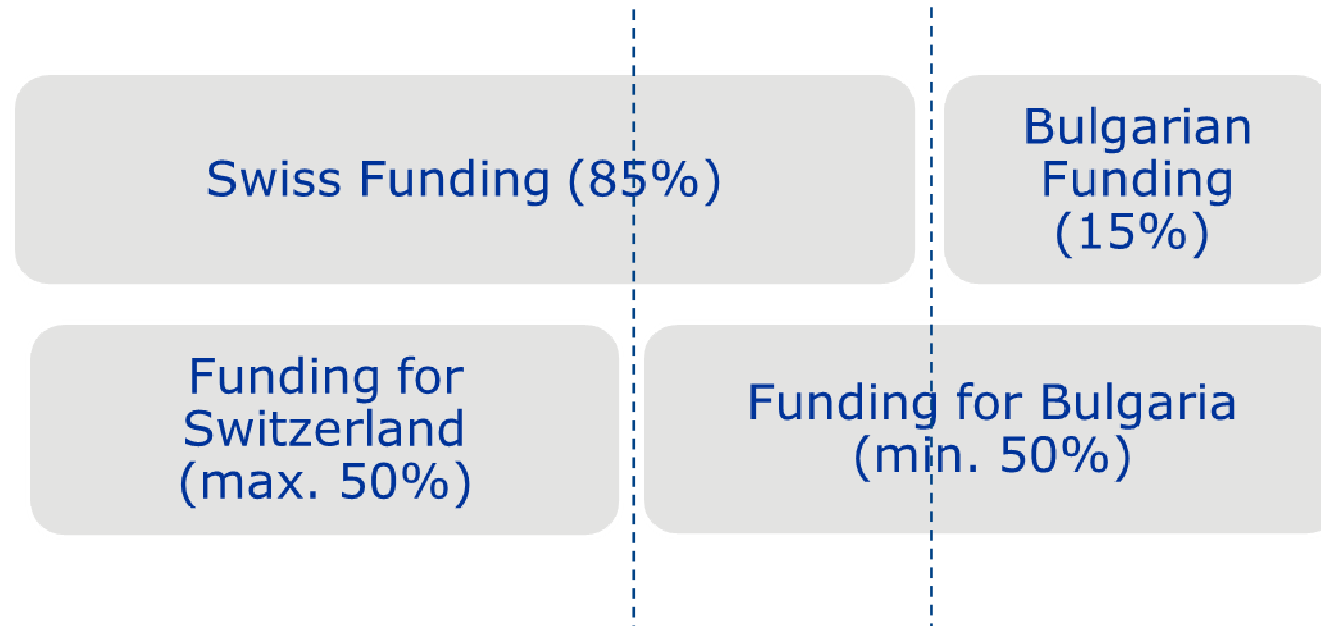 Swiss Funding (85%)
Bulgarian
Funding
(15%)
Funding for
Switzerland
(max. 50%)
Funding for Bulgaria
(min. 50%)